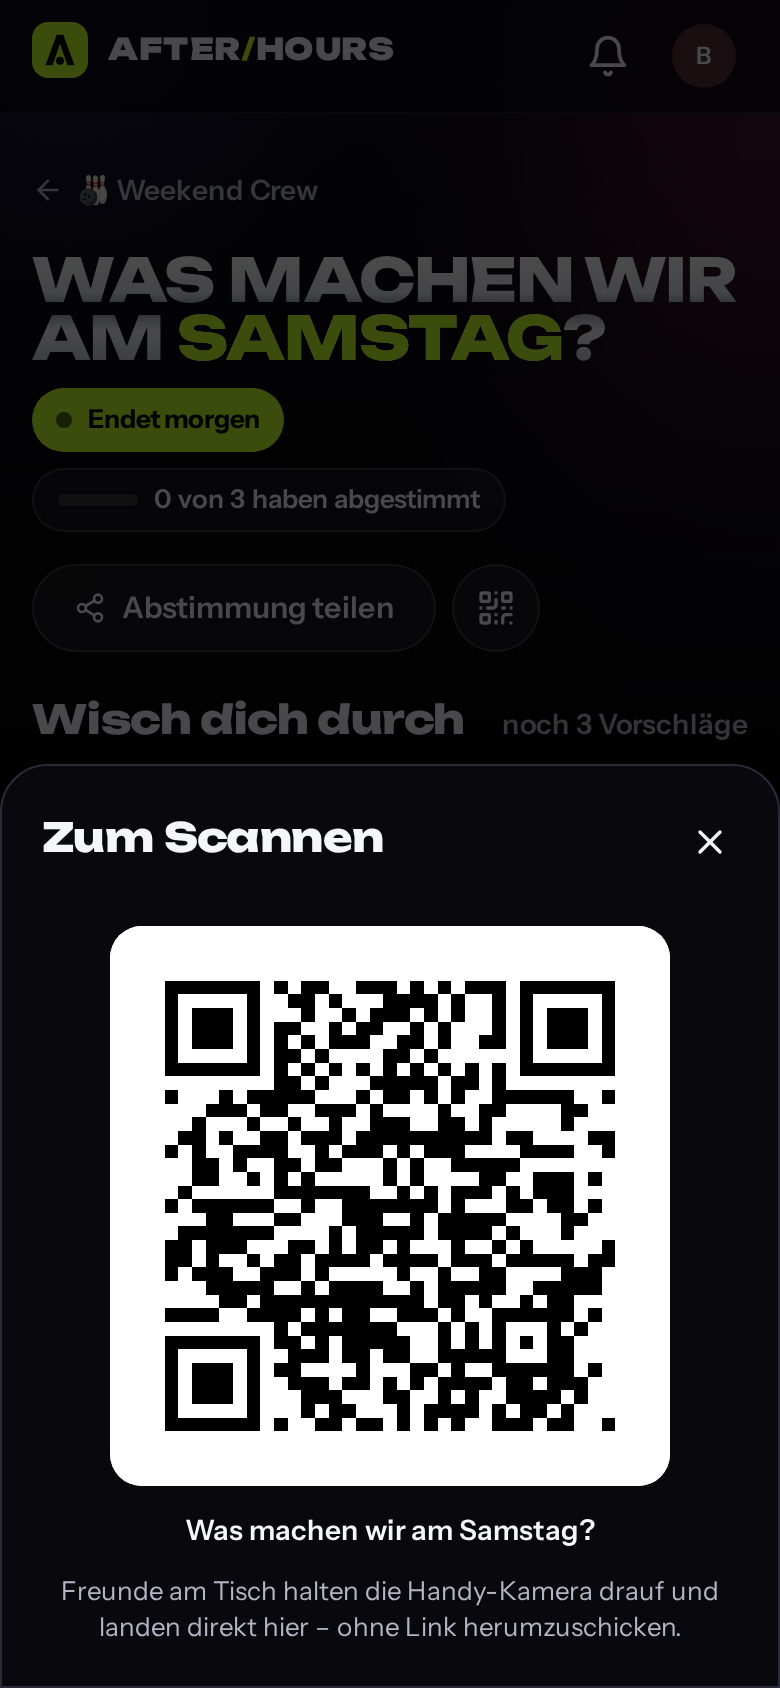 AFTER/HOURS
B
Weekend Crew
WAS MACHEN WIR
AM SAMSTAG?
Endet morgen
0 von 3 haben abgestimmt
Abstimmung teilen
Wisch dich durch
noch 3 Vorschläge
Zum Scannen
Was machen wir am Samstag?
Freunde am Tisch halten die Handy-Kamera drauf und
landen direkt hier – ohne Link herumzuschicken.